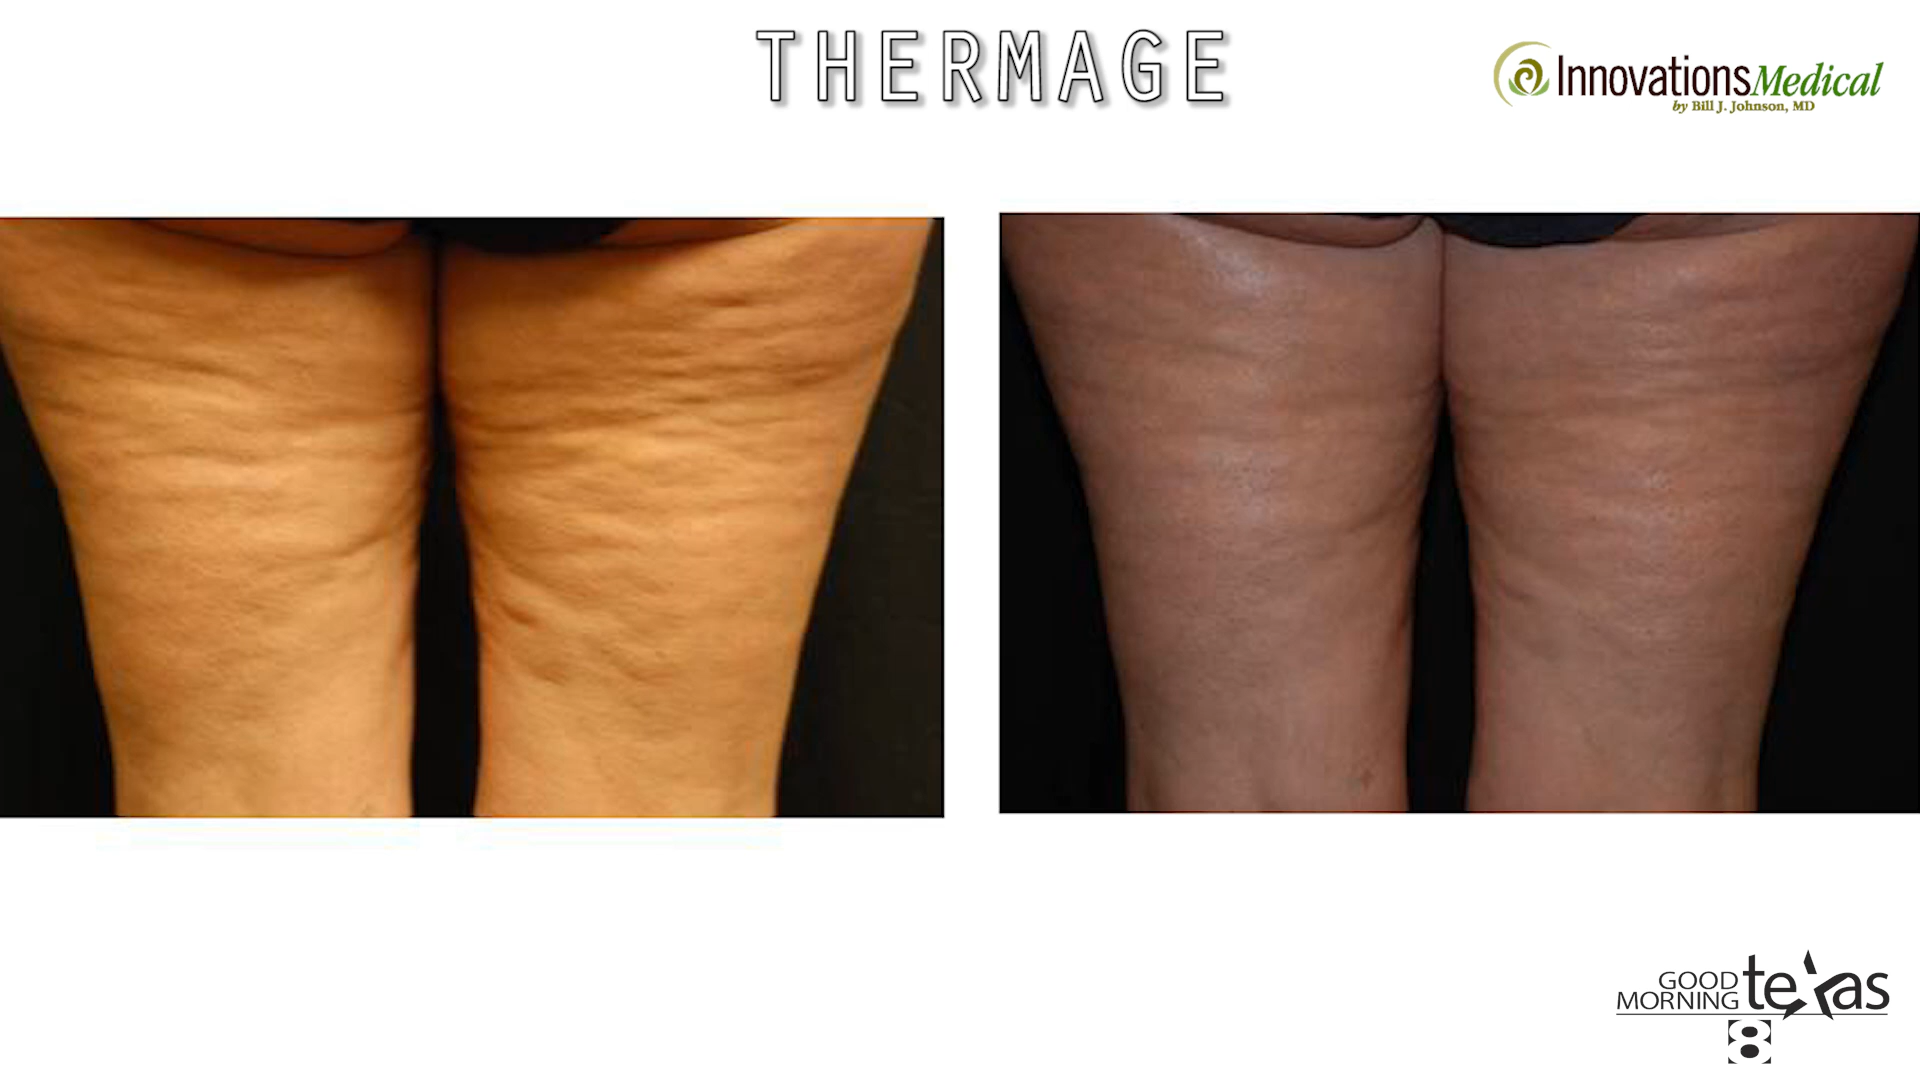 THERMAGE
InnovationsMedical
by Bill J. Johnson, MD
GOOD
MORNING texas
8